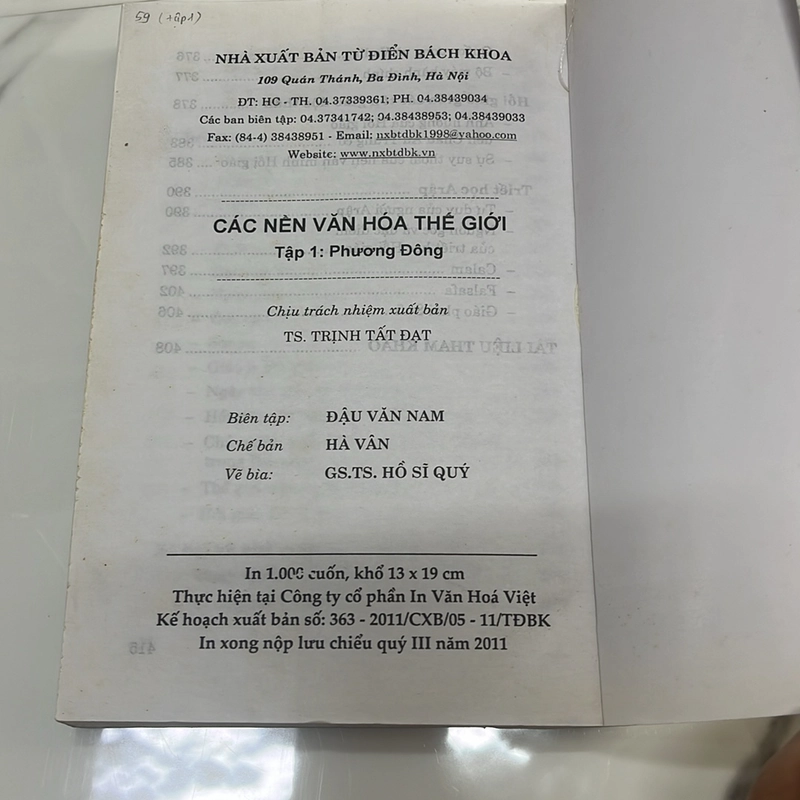 59 (tập 1)
NHÀ XUẤT BẢN TỪ ĐIỂN BÁCH KHOA
109 Quán Thánh, Ba Đình, Hà Nội
ĐT: HC - TH. 04.37339361; PH. 04.38439034
Các ban biên tập: 04.37341742; 04.38438953; 04.38439033
Fax: (84-4) 38438951 - Email: nxbtdbk1998@yahoo.com
Website: www.nxbtdbk.vn
CÁC NỀN VĂN HÓA THẾ GIỚI
Tập 1: Phương Đông
Chịu trách nhiệm xuất bản
TS. TRỊNH TẤT ĐẠT
Biên tập: ĐẬU VĂN NAM
Chế bản HÀ VÂN
Vẽ bìa: GS.TS. HỒ SĨ QUÝ
In 1.000 cuốn, khổ 13 x 19 cm
Thực hiện tại Công ty cổ phần In Văn Hoá Việt
Kế hoạch xuất bản số: 363 - 2011/CXB/05 - 11/TĐBK
In xong nộp lưu chiểu quý III năm 2011